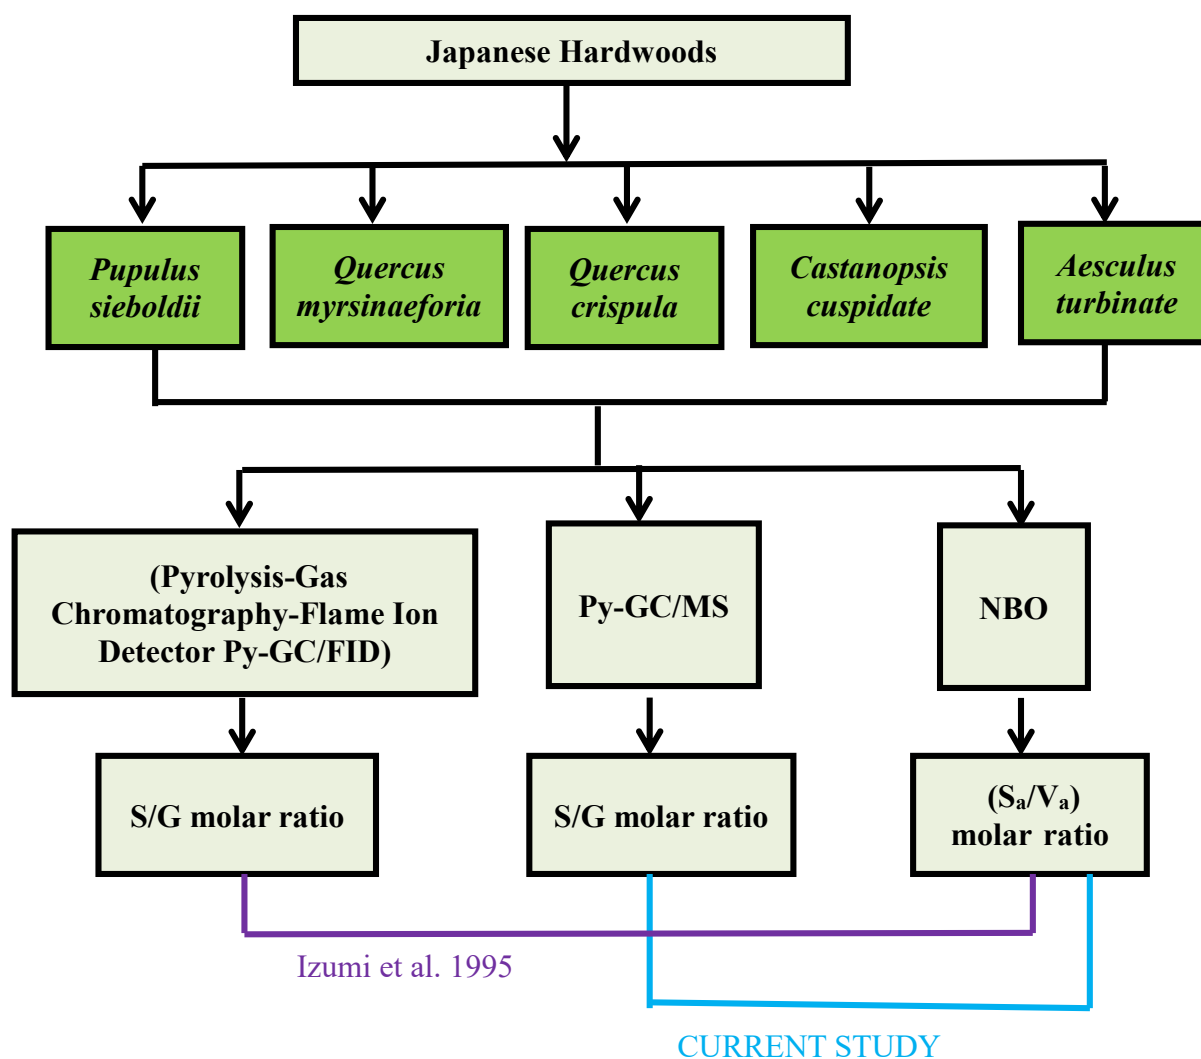 Japanese Hardwoods
Pupulus
sieboldii
Quercus
myrsinaeforia
Quercus
crispula
Castanopsis
cuspidate
Aesculus
turbinate
(Pyrolysis-Gas
Chromatography-Flame Ion
Detector Py-GC/FID)
Py-GC/MS
NBO
S/G molar ratio
S/G molar ratio
(Sₐ/Vₐ)
molar ratio
Izumi et al. 1995
CURRENT STUDY